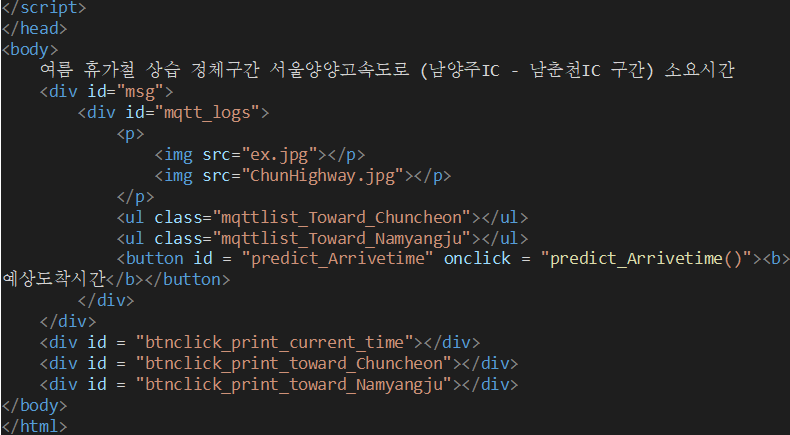 </script>
</head>
<body>
    여름 휴가철 상습 정체구간 서울양양고속도로 (남양주IC - 남춘천IC 구간) 소요시간
    <div id="msg">
        <div id="mqtt_logs">
            <p>
                <img src="ex.jpg"></p>
                <img src="ChunHighway.jpg"></p>
            </p>
            <ul class="mqttlist_Toward_Chuncheon"></ul>
            <ul class="mqttlist_Toward_Namyangju"></ul>
            <button id = "predict_Arrivetime" onclick = "predict_Arrivetime()"><b>
예상도착시간</b></button>
        </div>
    </div>
    <div id = "btnclick_print_current_time"></div>
    <div id = "btnclick_print_toward_Chuncheon"></div>
    <div id = "btnclick_print_toward_Namyangju"></div>
</body>
</html>